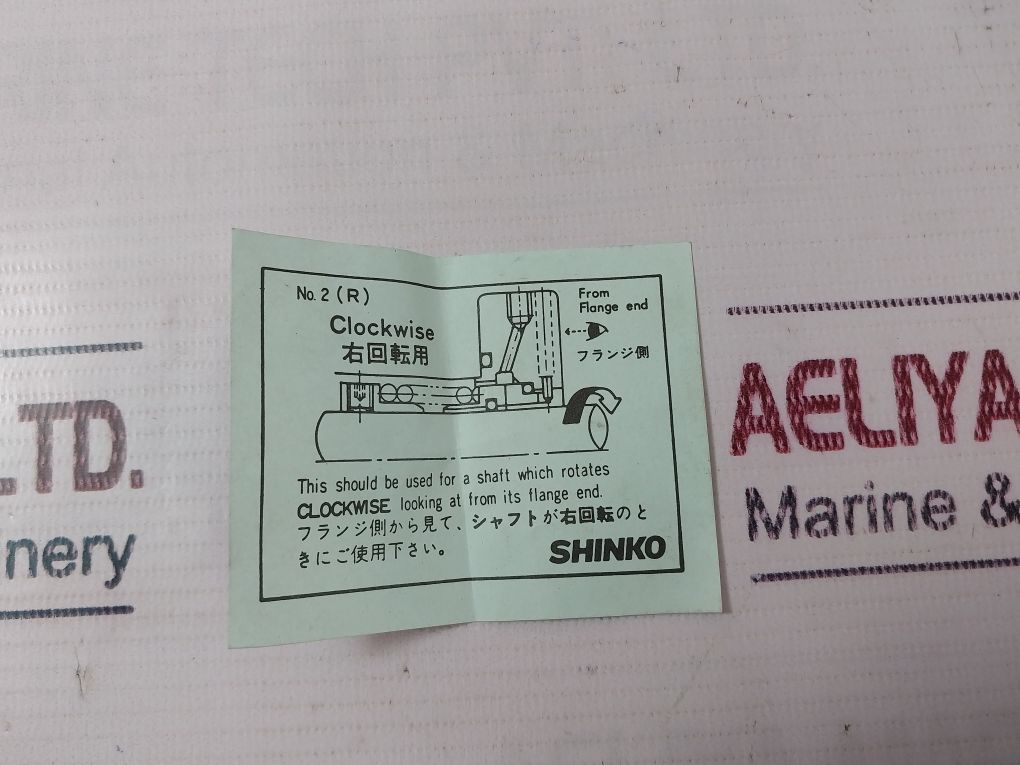 No. 2 (R)
From
Flange end
Clockwise
右回転用
フランジ側
This should be used for a shaft which rotates
CLOCKWISE looking at from its flange end.
フランジ側から見て、シャフトが右回転のと
きにご使用下さい。
SHINKO
LTD.
nery
AELIYA
Marine &